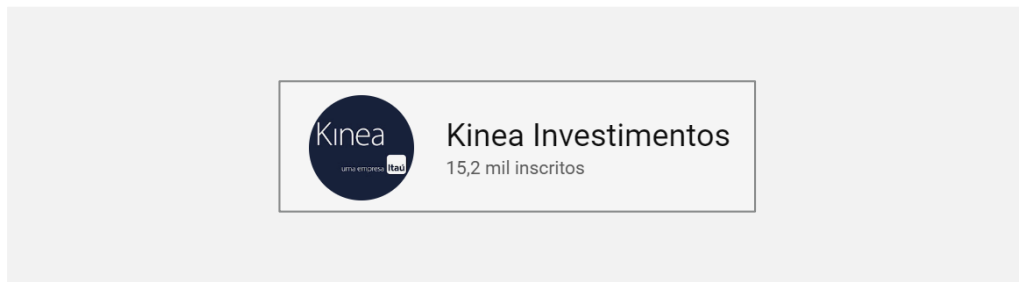 Kinea
uma empresa Itaú
Kinea Investimentos
15,2 mil inscritos